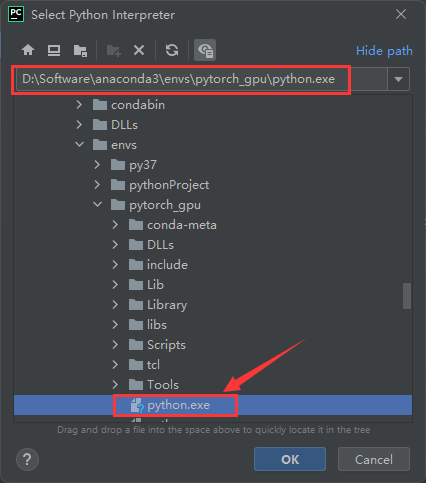 PC Select Python Interpreter
Hide path
D:\Software\anaconda3\envs\pytorch_gpu\python.exe
condabin
DLLs
envs
py37
pythonProject
pytorch_gpu
conda-meta
DLLs
include
Lib
Library
libs
Scripts
tcl
Tools
python.exe
Drag and drop a file into the space above to quickly locate it in the tree
?
OK
Cancel